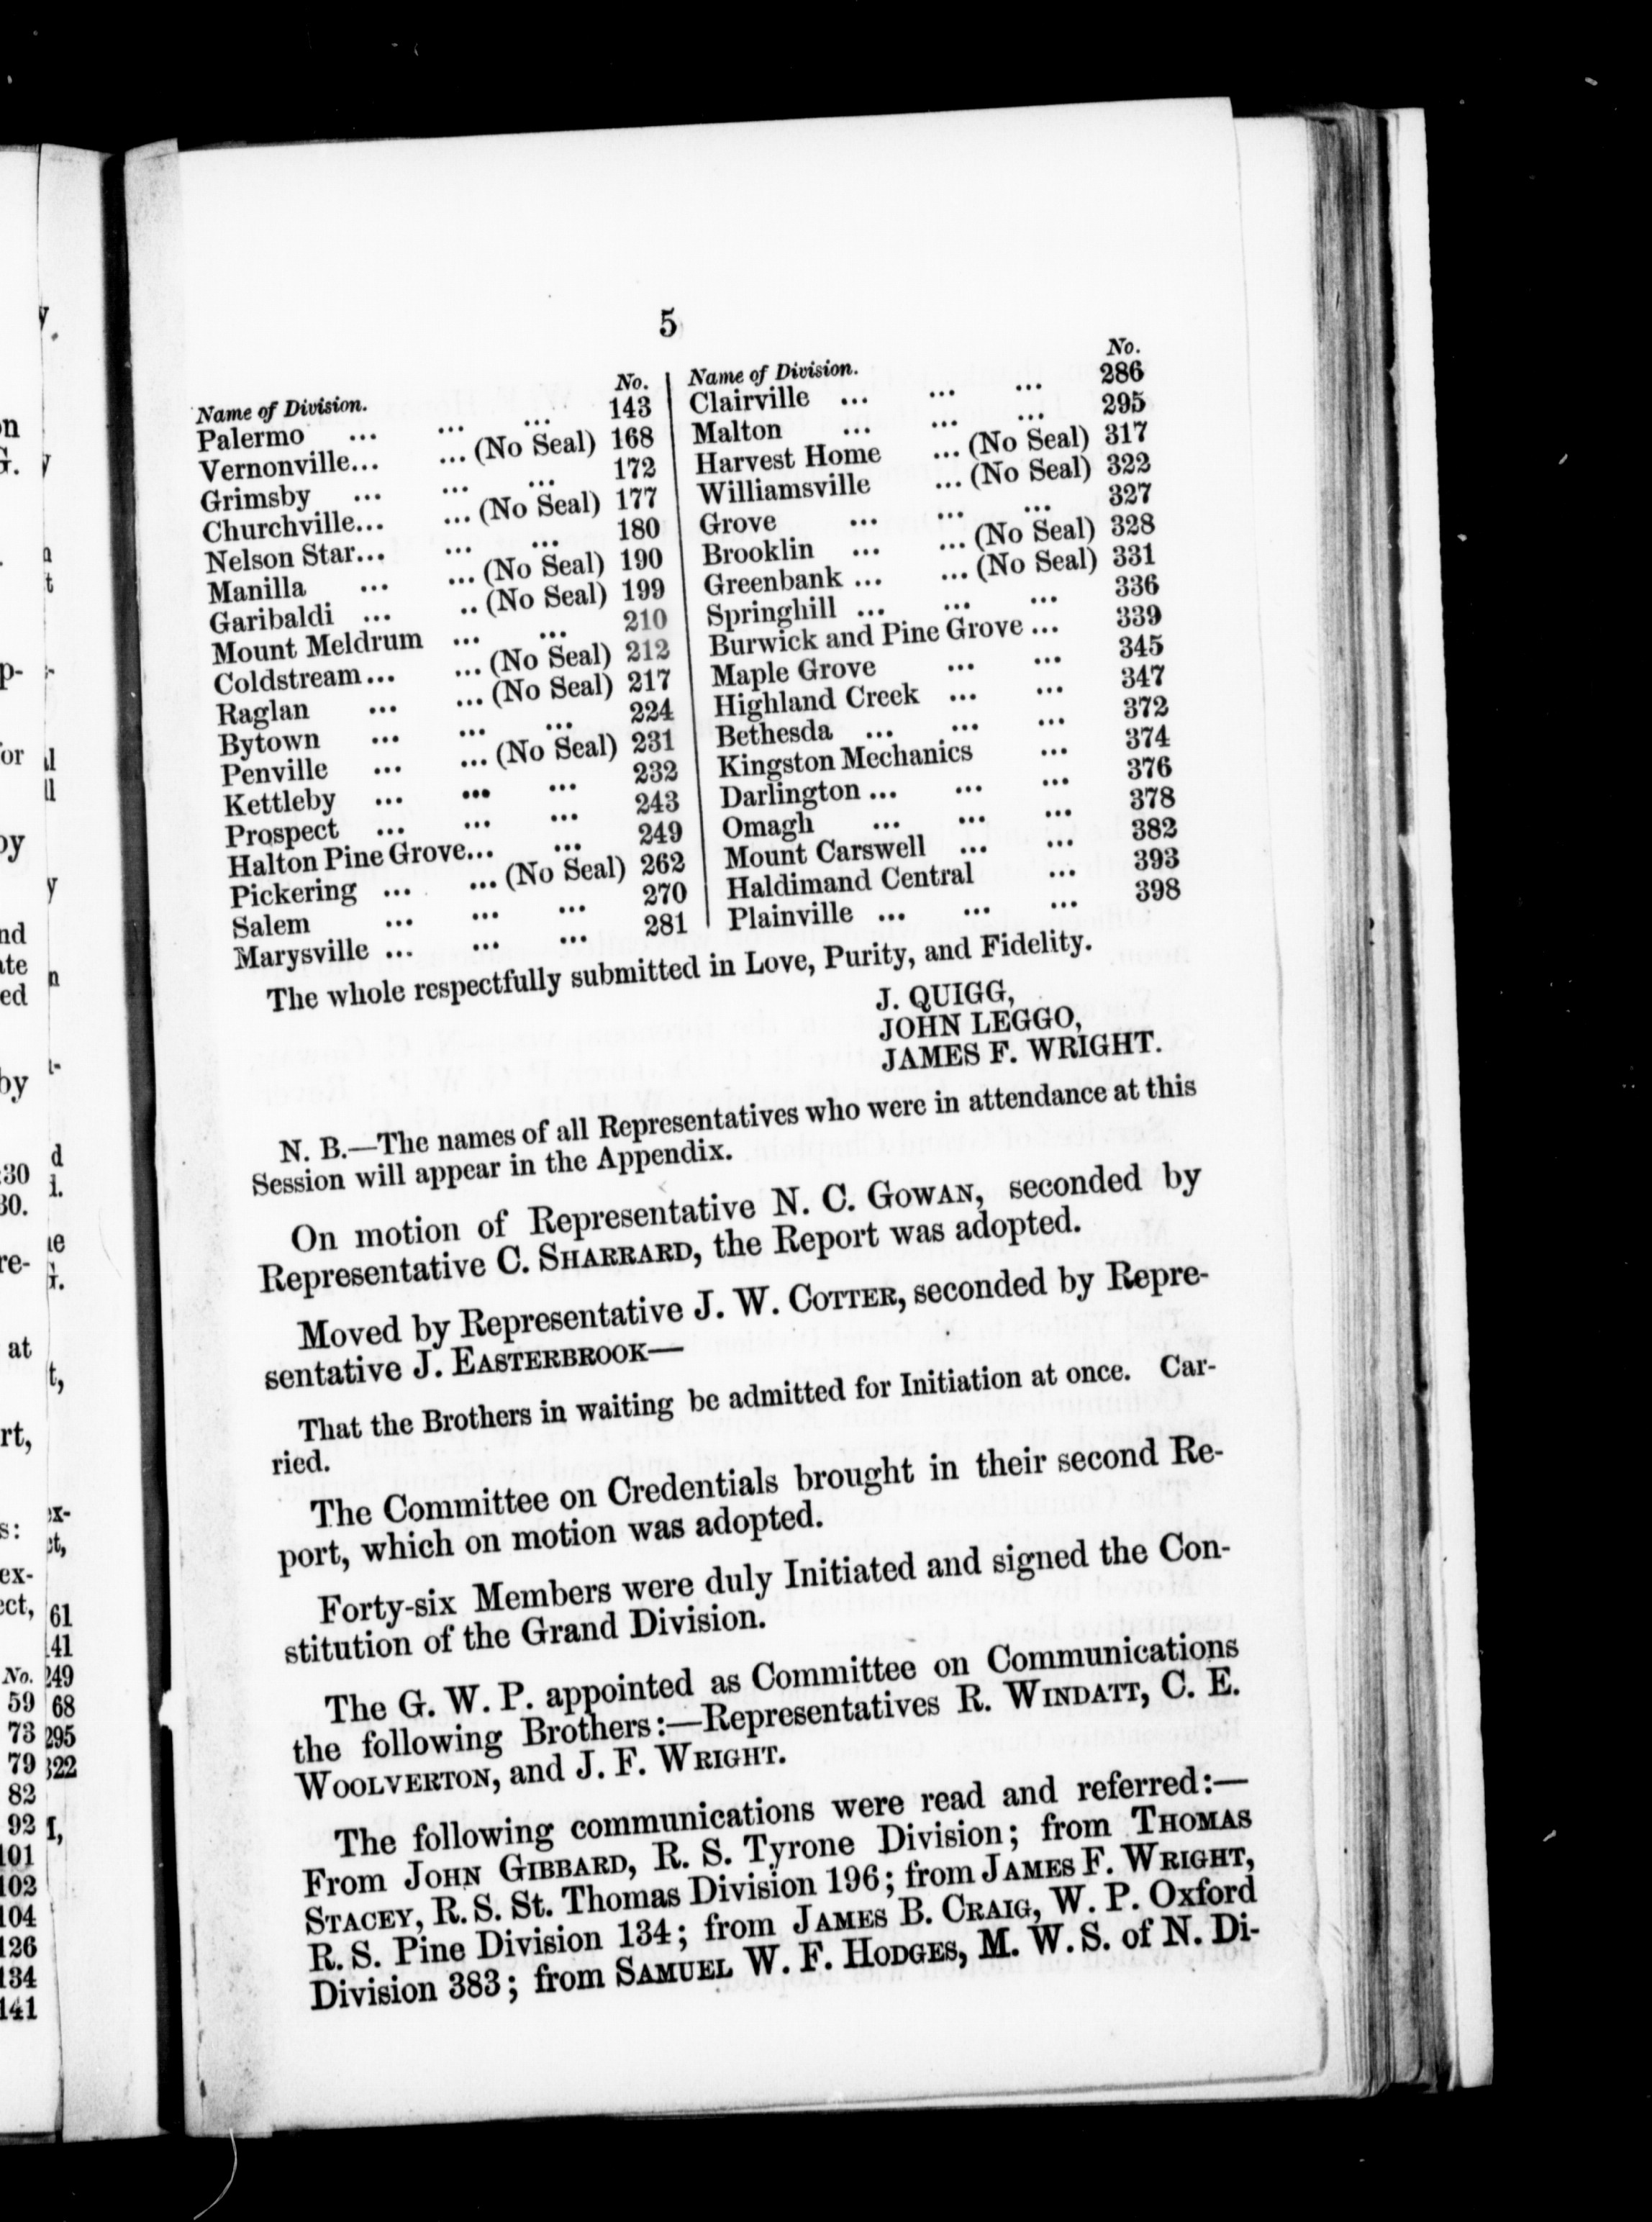 5
Name of Division. No.
Palermo ... ... ... 143
Vernonville... ... (No Seal) 168
Grimsby ... ... ... 172
Churchville... ... (No Seal) 177
Nelson Star... ... ... 180
Manilla ... ... (No Seal) 190
Garibaldi ... .. (No Seal) 199
Mount Meldrum ... ... 210
Coldstream... ... (No Seal) 212
Raglan ... ... (No Seal) 217
Bytown ... ... ... 224
Penville ... ... (No Seal) 231
Kettleby ... ... ... 232
Prospect ... ... ... 243
Halton Pine Grove... ... 249
Pickering ... ... (No Seal) 262
Salem ... ... ... 270
Marysville ... ... ... 281
Name of Division. No.
Clairville ... ... ... 286
Malton ... ... ... 295
Harvest Home ... (No Seal) 317
Williamsville ... (No Seal) 322
Grove ... ... ... 327
Brooklin ... ... (No Seal) 328
Greenbank ... ... (No Seal) 331
Springhill ... ... ... 336
Burwick and Pine Grove ... 339
Maple Grove ... ... 345
Highland Creek ... ... 347
Bethesda ... ... ... 372
Kingston Mechanics ... 374
Darlington ... ... ... 376
Omagh ... ... ... 378
Mount Carswell ... ... 382
Haldimand Central ... 393
Plainville ... ... ... 398
The whole respectfully submitted in Love, Purity, and Fidelity.
J. QUIGG,
JOHN LEGGO,
JAMES F. WRIGHT.
N. B.—The names of all Representatives who were in attendance at this
Session will appear in the Appendix.
On motion of Representative N. C. GOWAN, seconded by
Representative C. SHARRARD, the Report was adopted.
Moved by Representative J. W. COTTER, seconded by Repre-
sentative J. EASTERBROOK—
That the Brothers in waiting be admitted for Initiation at once. Car-
ried.
The Committee on Credentials brought in their second Re-
port, which on motion was adopted.
Forty-six Members were duly Initiated and signed the Con-
stitution of the Grand Division.
The G. W. P. appointed as Committee on Communications
the following Brothers:—Representatives R. WINDATT, C. E.
WOOLVERTON, and J. F. WRIGHT.
The following communications were read and referred:—
From JOHN GIBBARD, R. S. Tyrone Division; from THOMAS
STACEY, R. S. St. Thomas Division 196; from JAMES F. WRIGHT,
R. S. Pine Division 134; from JAMES B. CRAIG, W. P. Oxford
Division 383; from SAMUEL W. F. HODGES, M. W. S. of N. Di-